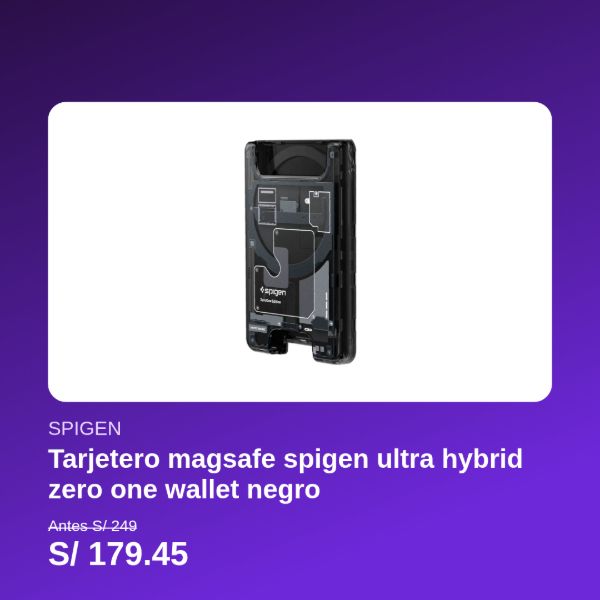 spigen
SPIGEN
Tarjetero magsafe spigen ultra hybrid
zero one wallet negro
Antes S/ 249
S/ 179.45